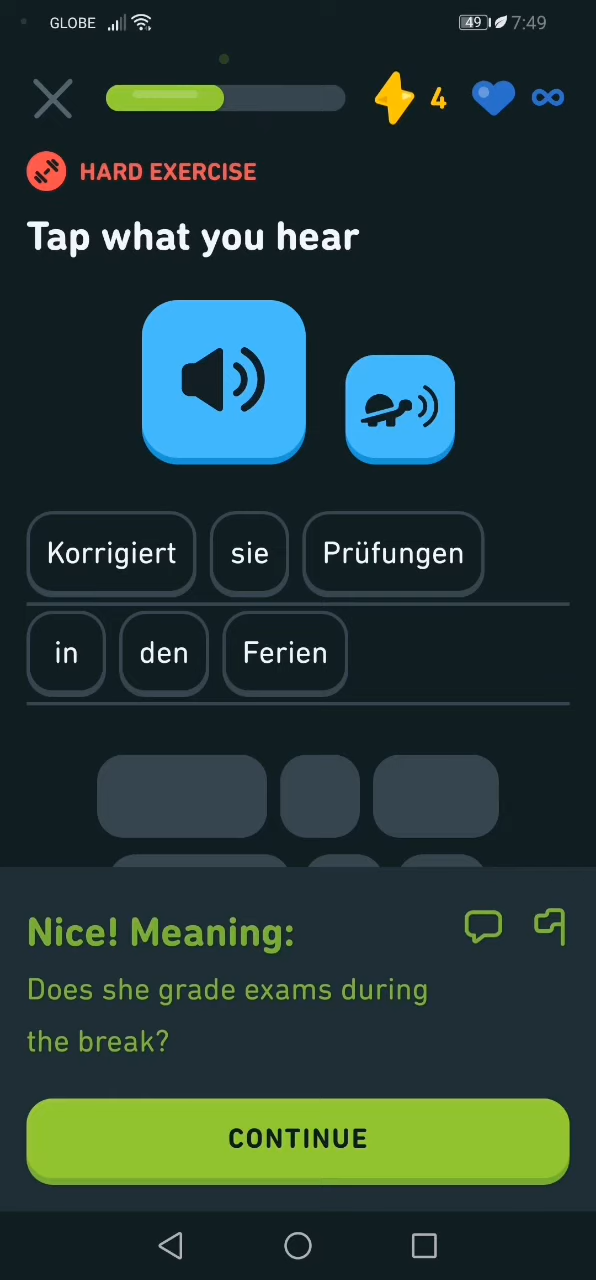 GLOBE 49 7:49
4 ∞
HARD EXERCISE
Tap what you hear
Korrigiert sie Prüfungen
in den Ferien
Nice! Meaning:
Does she grade exams during
the break?
CONTINUE